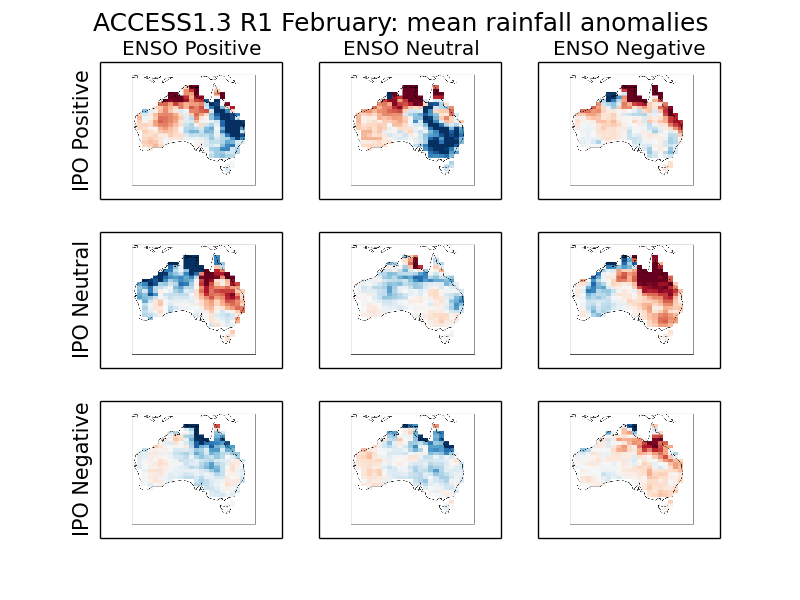 ACCESS1.3 R1 February: mean rainfall anomalies
ENSO Positive
ENSO Neutral
ENSO Negative
IPO Positive
IPO Neutral
IPO Negative